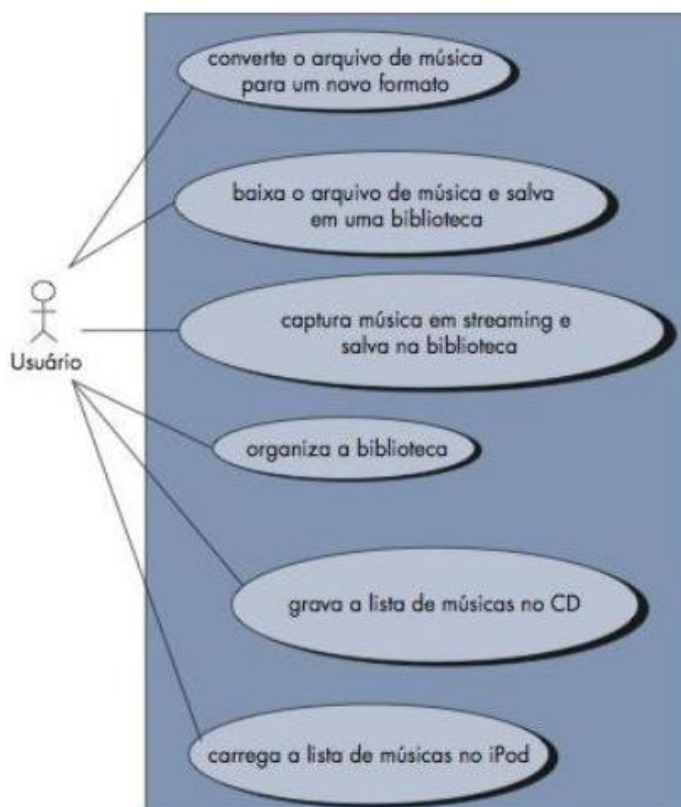 converte o arquivo de música
para um novo formato
baixa o arquivo de música e salva
em uma biblioteca
captura música em streaming e
salva na biblioteca
Usuário
organiza a biblioteca
grava a lista de músicas no CD
carrega a lista de músicas no iPod